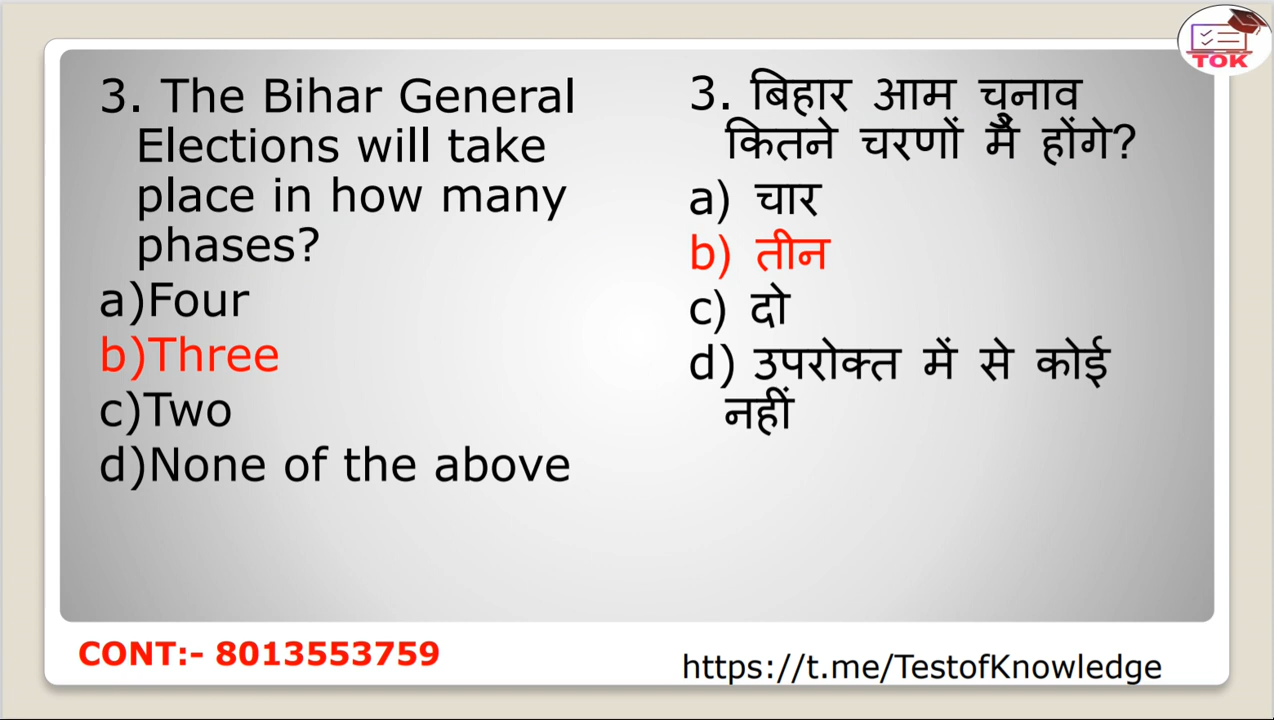 TOK
3. The Bihar General
Elections will take
place in how many
phases?
a)Four
b)Three
c)Two
d)None of the above
3. बिहार आम चुनाव
कितने चरणों में होंगे?
a) चार
b) तीन
c) दो
d) उपरोक्त में से कोई
नहीं
CONT:- 8013553759
https://t.me/TestofKnowledge